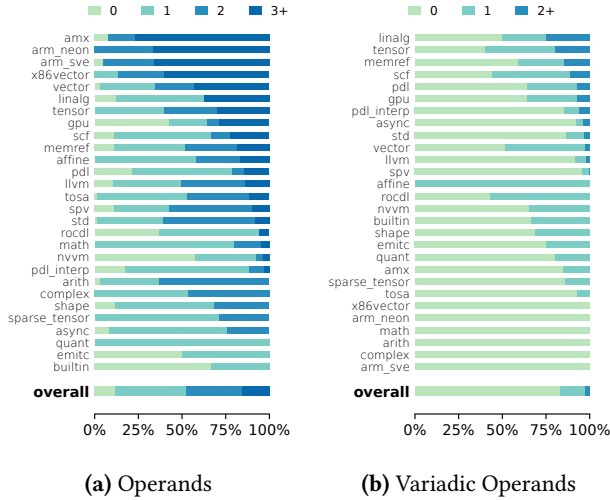 0 1 2 3+
amx
arm_neon
arm_sve
x86vector
vector
linalg
tensor
gpu
scf
memref
affine
pdl
llvm
tosa
spv
std
rocdl
math
nvvm
pdl_interp
arith
complex
shape
sparse_tensor
async
quant
emitc
builtin
overall
0% 25% 50% 75% 100%
(a) Operands
0 1 2+
linalg
tensor
memref
scf
pdl
gpu
pdl_interp
async
std
vector
llvm
spv
affine
rocdl
nvvm
builtin
shape
emitc
quant
amx
sparse_tensor
tosa
x86vector
arm_neon
math
arith
complex
arm_sve
overall
0% 25% 50% 75% 100%
(b) Variadic Operands